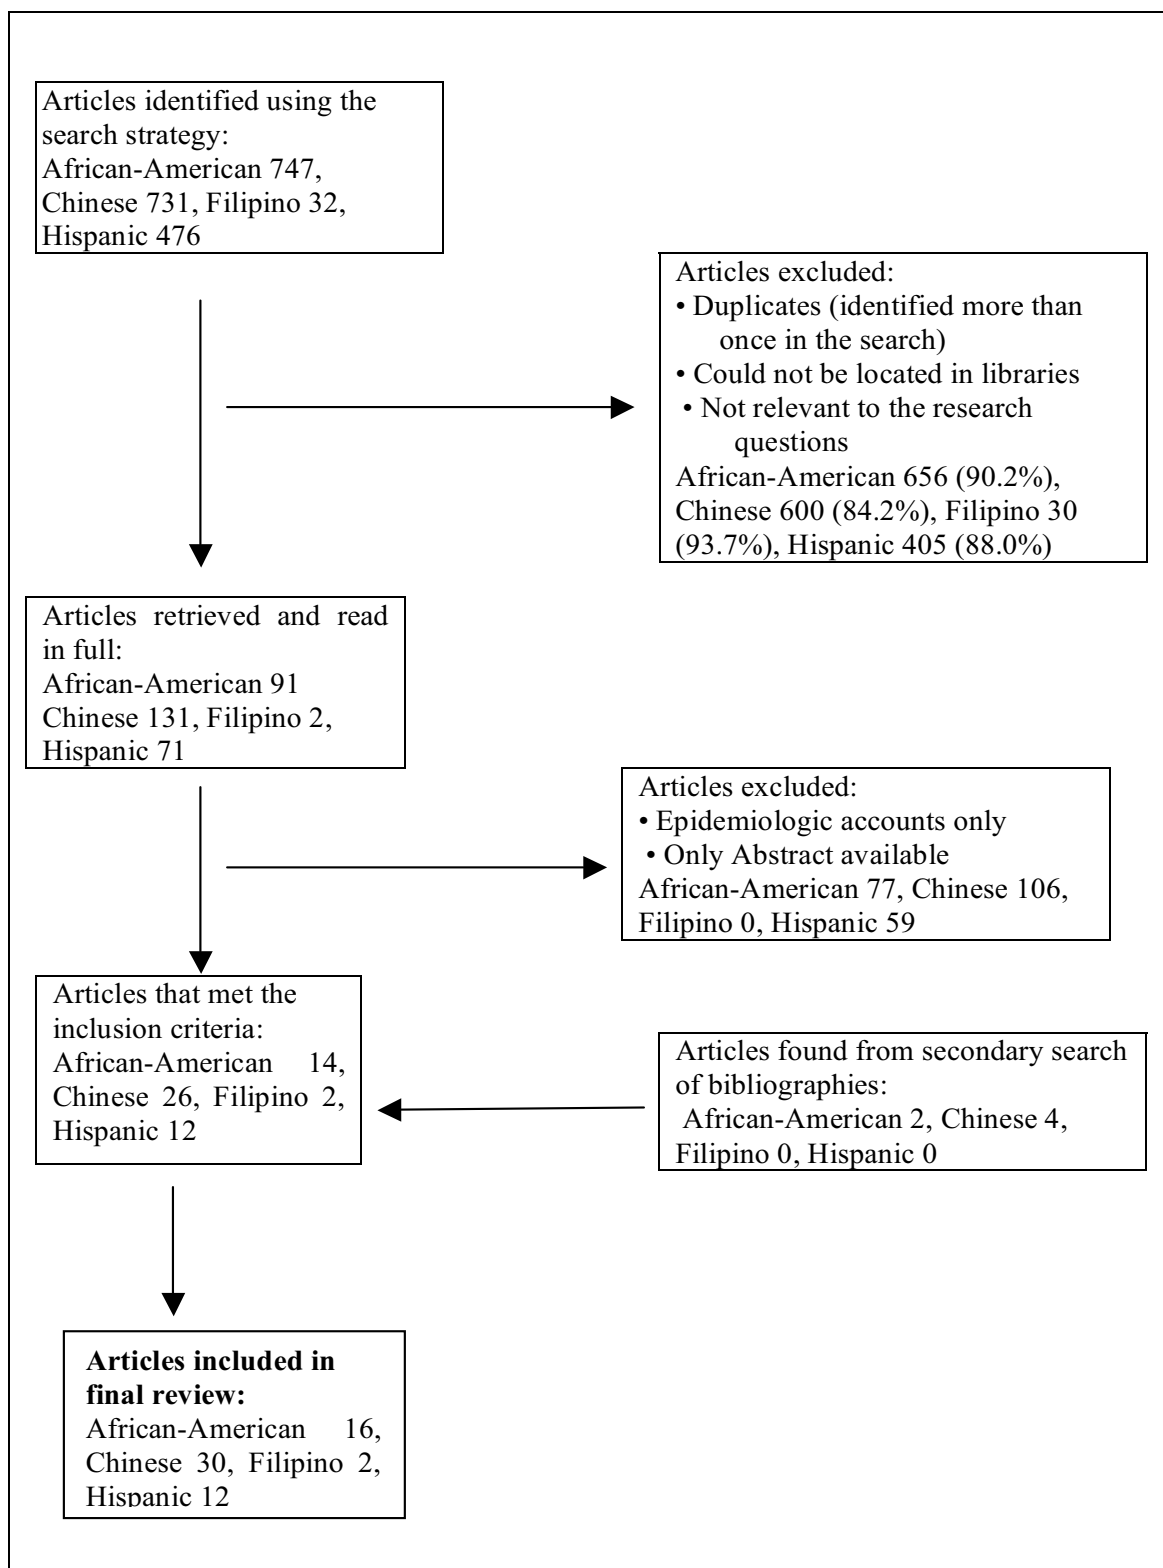 Articles identified using the
search strategy:
African-American 747,
Chinese 731, Filipino 32,
Hispanic 476
Articles excluded:
• Duplicates (identified more than
once in the search)
• Could not be located in libraries
• Not relevant to the research
questions
African-American 656 (90.2%),
Chinese 600 (84.2%), Filipino 30
(93.7%), Hispanic 405 (88.0%)
Articles retrieved and read
in full:
African-American 91
Chinese 131, Filipino 2,
Hispanic 71
Articles excluded:
• Epidemiologic accounts only
• Only Abstract available
African-American 77, Chinese 106,
Filipino 0, Hispanic 59
Articles that met the
inclusion criteria:
African-American 14,
Chinese 26, Filipino 2,
Hispanic 12
Articles found from secondary search
of bibliographies:
African-American 2, Chinese 4,
Filipino 0, Hispanic 0
Articles included in
final review:
African-American 16,
Chinese 30, Filipino 2,
Hispanic 12